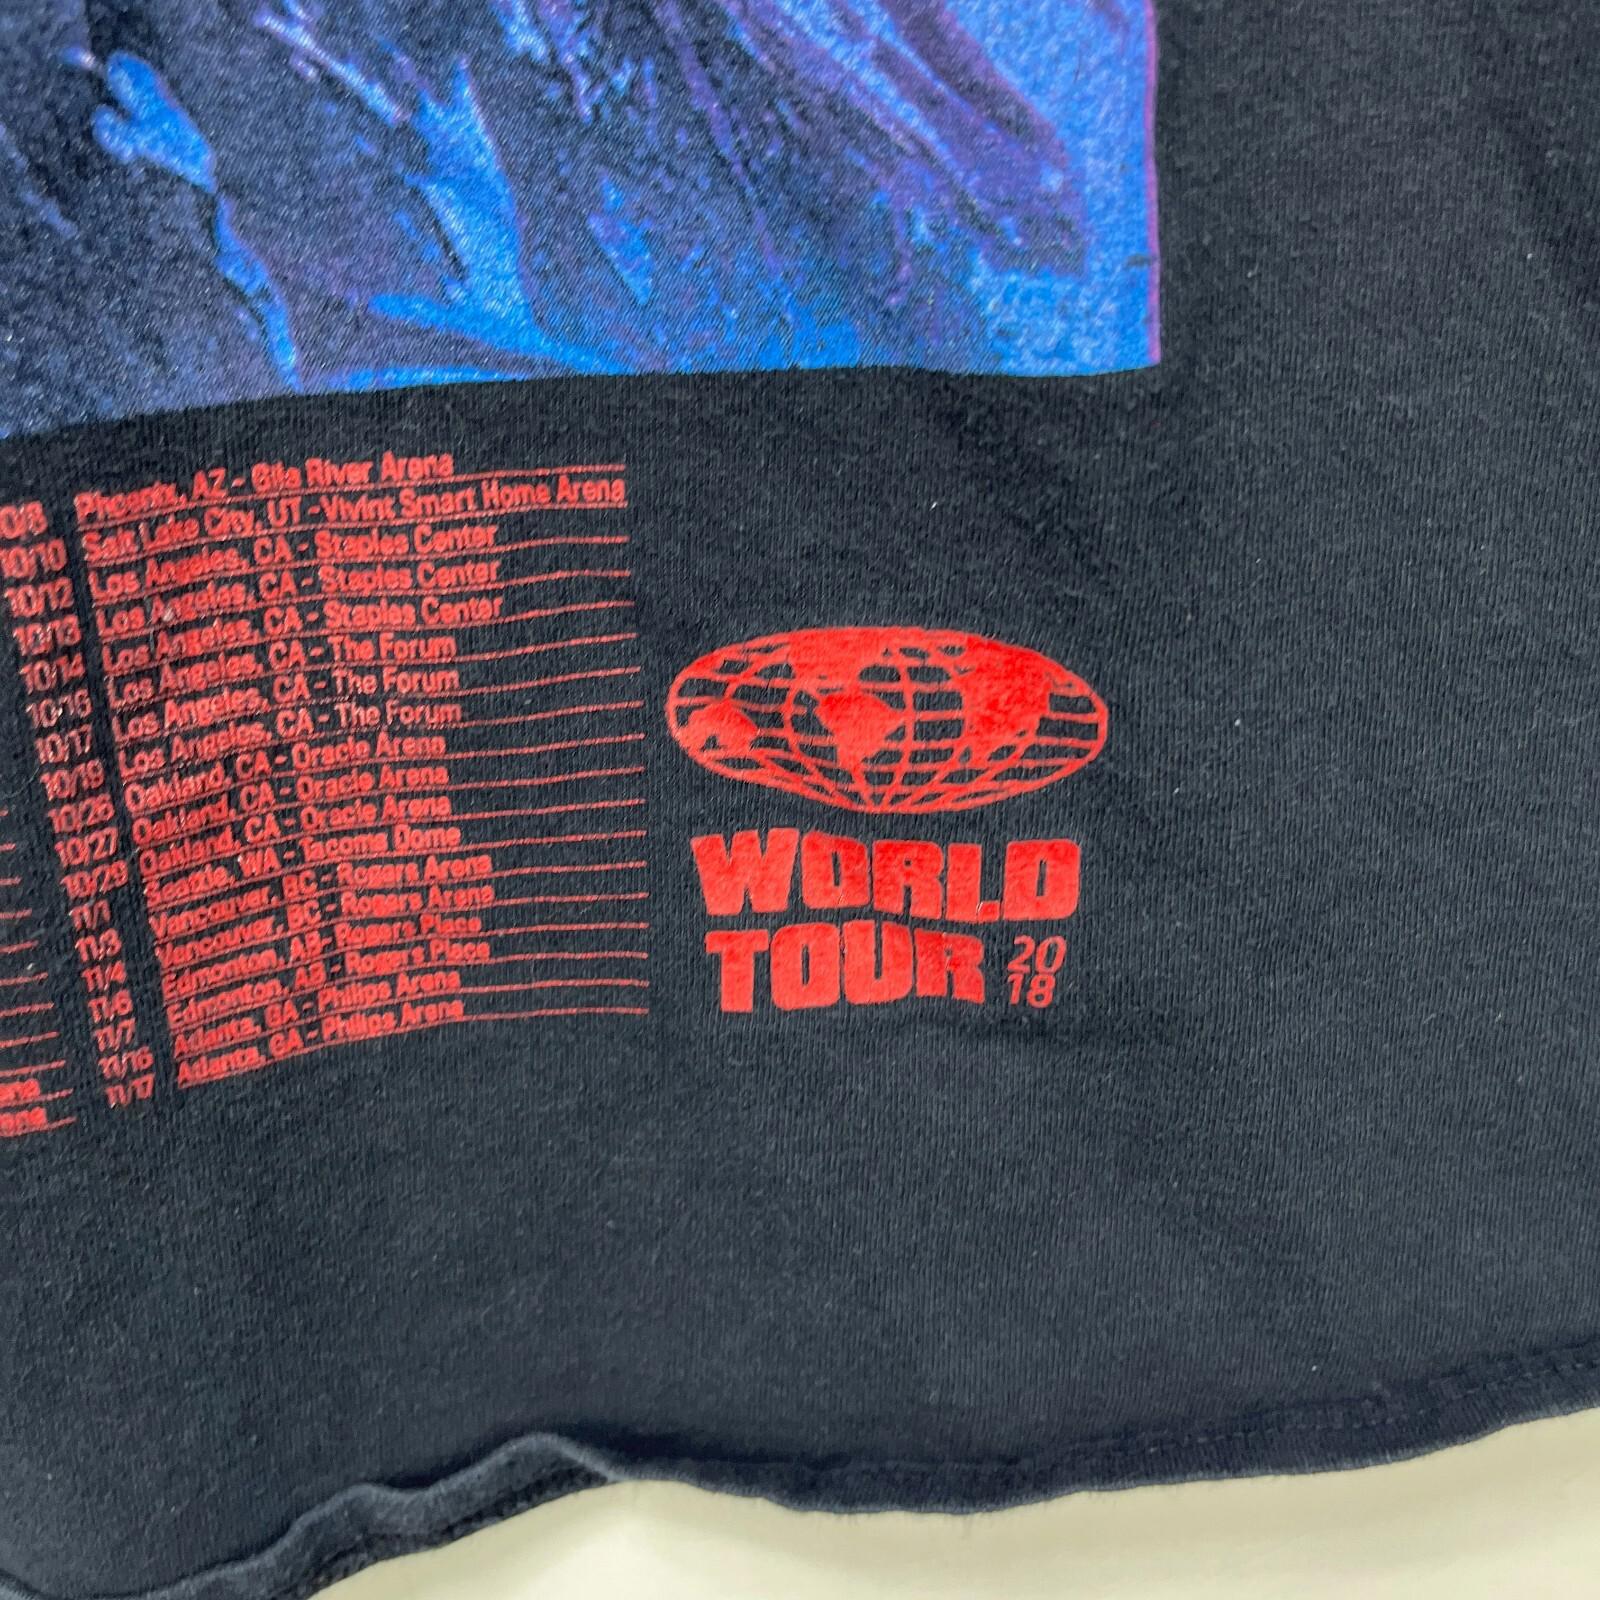 0/8 Phoenix, AZ - Gila River Arena
10/10 Salt Lake City, UT - Vivint Smart Home Arena
10/12 Los Angeles, CA - Staples Center
10/13 Los Angeles, CA - Staples Center
10/14 Los Angeles, CA - Staples Center
10/16 Los Angeles, CA - The Forum
10/17 Los Angeles, CA - The Forum
10/19 Los Angeles, CA - The Forum
10/26 Oakland, CA - Oracle Arena
10/27 Oakland, CA - Oracle Arena
10/29 Oakland, CA - Oracle Arena
11/1 Seattle, WA - Tacoma Dome
11/3 Vancouver, BC - Rogers Arena
11/4 Vancouver, BC - Rogers Arena
11/6 Edmonton, AB - Rogers Place
11/7 Edmonton, AB - Rogers Place
11/16 Atlanta, GA - Philips Arena
11/17 Atlanta, GA - Philips Arena
WORLD
TOUR 20
18